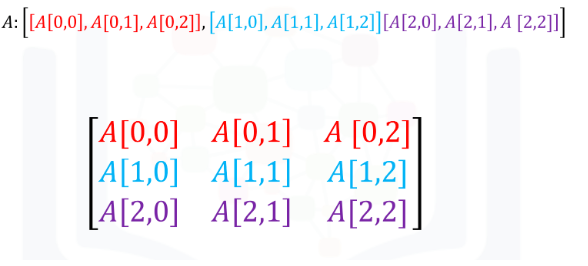 A: [[A[0,0], A[0,1], A[0,2]], [A[1,0], A[1,1], A[1,2]][A[2,0], A[2,1], A [2,2]]]
[A[0,0] A[0,1] A [0,2]
A[1,0] A[1,1] A[1,2]
A[2,0] A[2,1] A[2,2]]